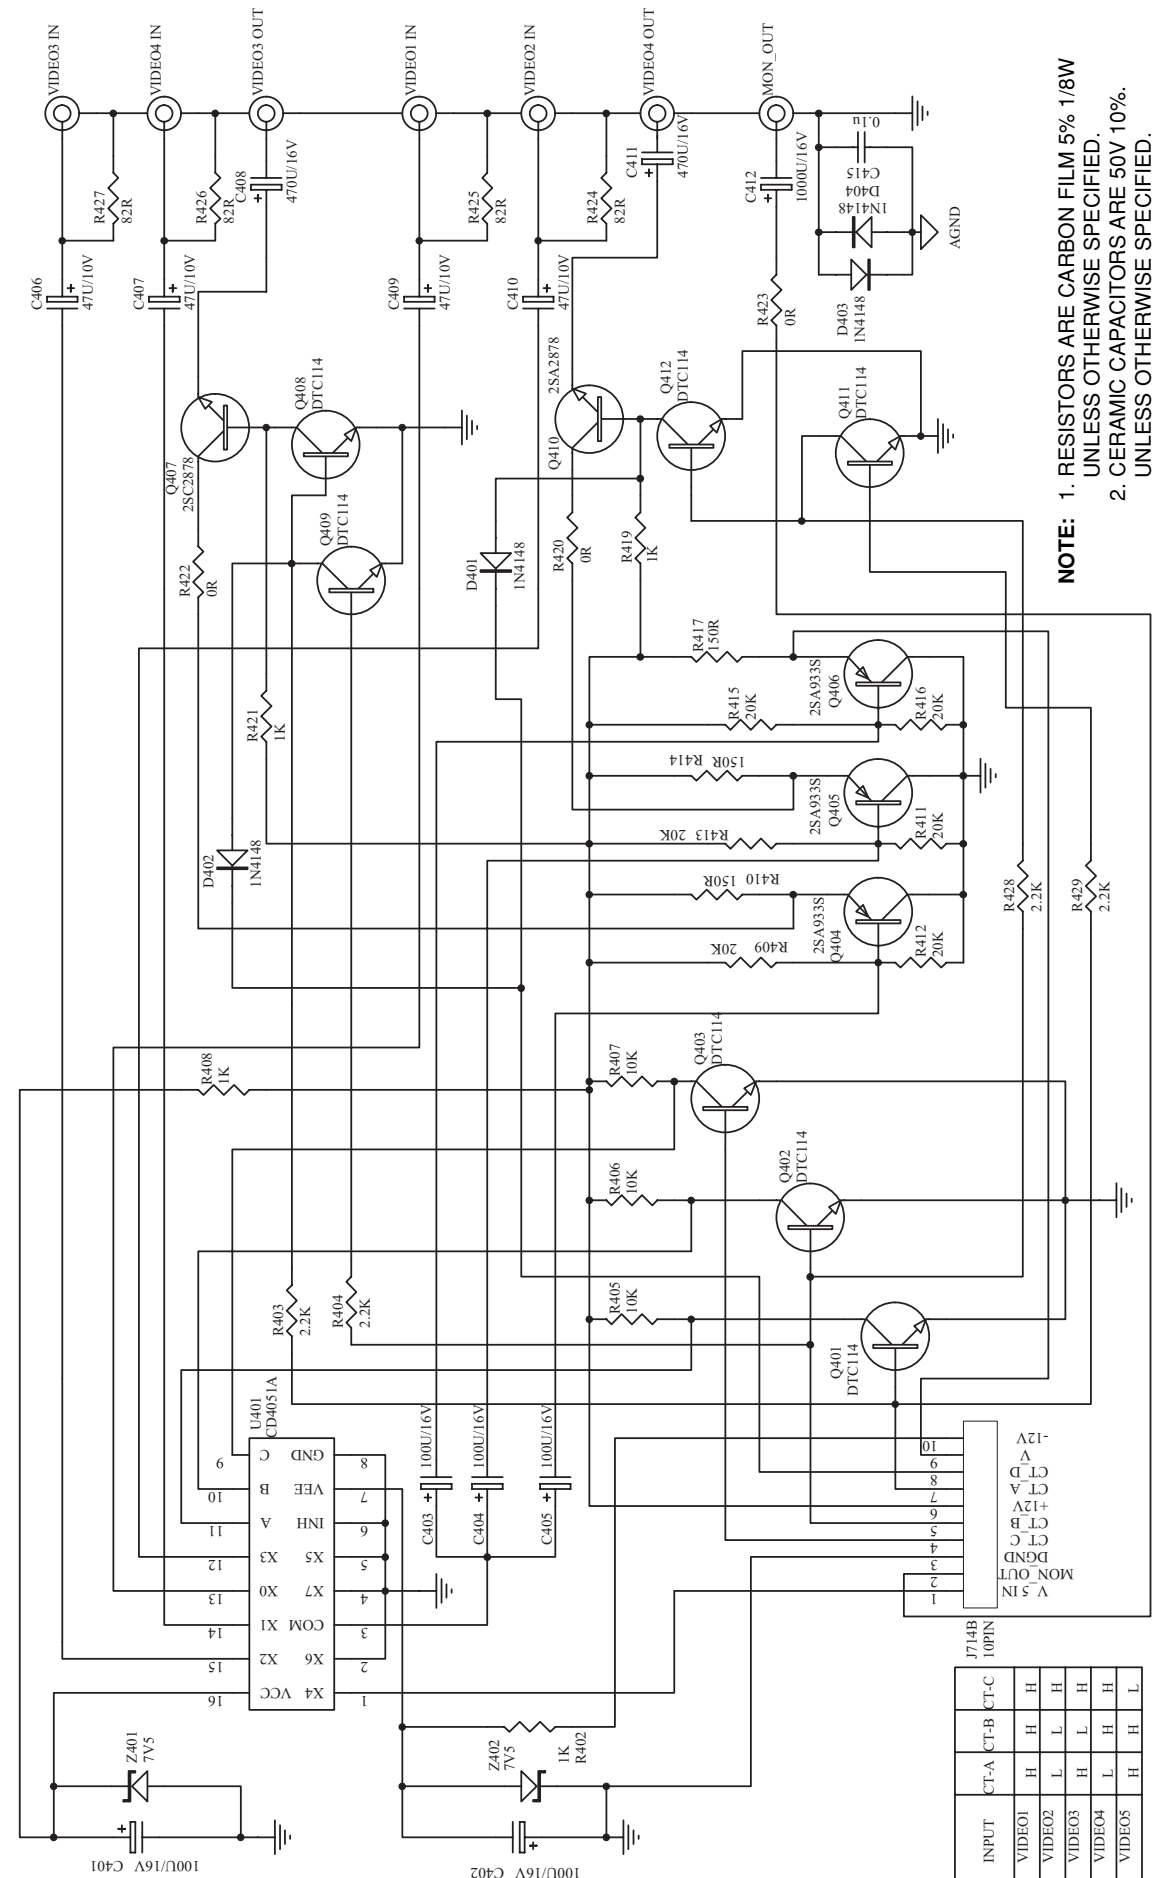 VIDEO3 IN
VIDEO4 IN
VIDEO3 OUT
VIDEO1 IN
VIDEO2 IN
VIDEO4 OUT
MON_OUT
R427
82R
R426
82R
C408
470U/16V
R425
82R
R424
82R
C411
470U/16V
C412
1000U/16V
0.1u
C415
D404
1N4148
AGND
C406
47U/10V
C407
47U/10V
C409
47U/10V
C410
47U/10V
R423
0R
D403
1N4148
Q407
2SC2878
Q408
DTC114
Q409
DTC114
2SA2878
Q410
Q412
DTC114
Q411
DTC114
R422
0R
D401
1N4148
R420
0R
R419
1K
NOTE: 1. RESISTORS ARE CARBON FILM 5% 1/8W
UNLESS OTHERWISE SPECIFIED.
2. CERAMIC CAPACITORS ARE 50V 10%.
UNLESS OTHERWISE SPECIFIED.
R421
1K
R417
150R
R415
20K
2SA933S
Q406
R416
20K
R414
150R
2SA933S
Q405
D402
1N4148
R413 20K
R411
20K
R410 150R
2SA933S
Q404
R409
20K
R412
20K
R428
2.2K
R429
2.2K
R408
1K
R407
10K
Q403
DTC114
R406
10K
Q402
DTC114
R403
2.2K
R404
2.2K
R405
10K
Q401
DTC114
U401
CD4051A
C
B
A
X3
X0
X1
X2
VCC
GND
VEE
INH
X5
X7
COM
X6
X4
9
10
11
12
13
14
15
16
8
7
6
5
4
3
2
1
C403
100U/16V
C404
100U/16V
C405
100U/16V
10
9
8
7
6
5
4
3
2
1
-12V
V
CT_D
CT_A
+12V
CT_B
CT_C
DGND
MON_OUT
V_5 IN
J714B
10PIN
Z401
7V5
Z402
7V5
1K
R402
100U/16V C401
100U/16V C402
INPUT CT-A CT-B CT-C
VIDEO1 H H H
VIDEO2 L L H
VIDEO3 H L H
VIDEO4 L H H
VIDEO5 H H L